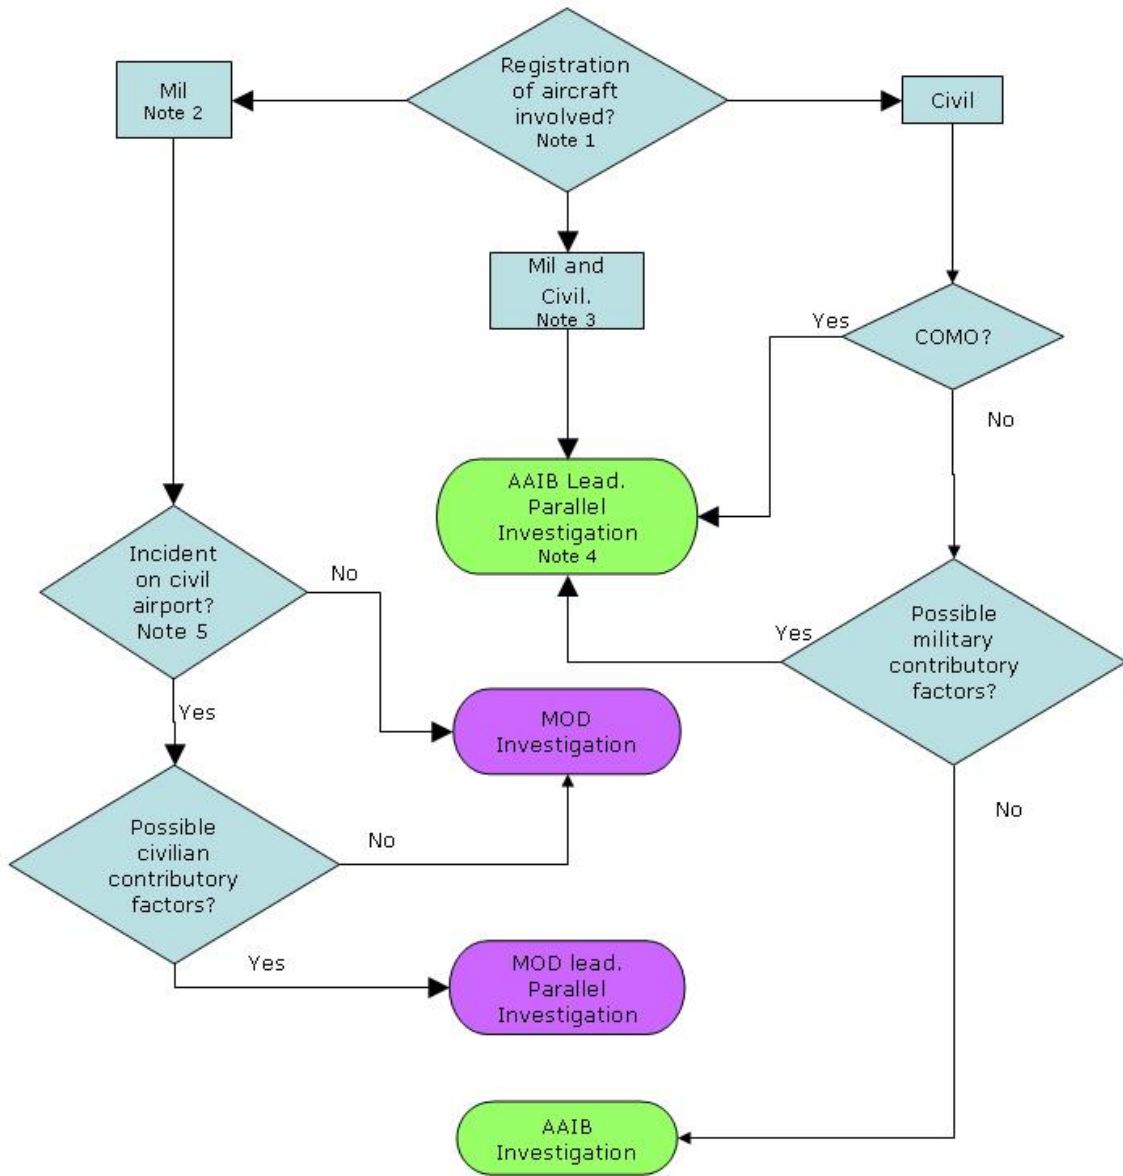 Registration
of aircraft
involved?
Note 1
Mil
Note 2
Civil
Mil and
Civil.
Note 3
COMO?
Yes
No
AAIB Lead.
Parallel
Investigation
Note 4
Incident
on civil
airport?
Note 5
No
Yes
Possible
military
contributory
factors?
Yes
No
MOD
Investigation
Possible
civilian
contributory
factors?
No
Yes
MOD lead.
Parallel
Investigation
AAIB
Investigation